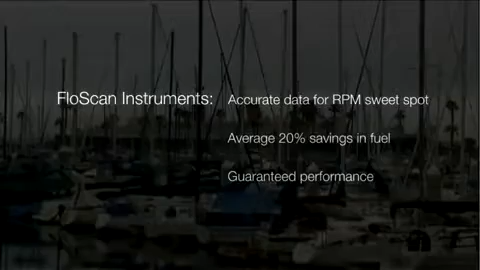 FloScan Instruments: Accurate data for RPM sweet spot
Average 20% savings in fuel
Guaranteed performance